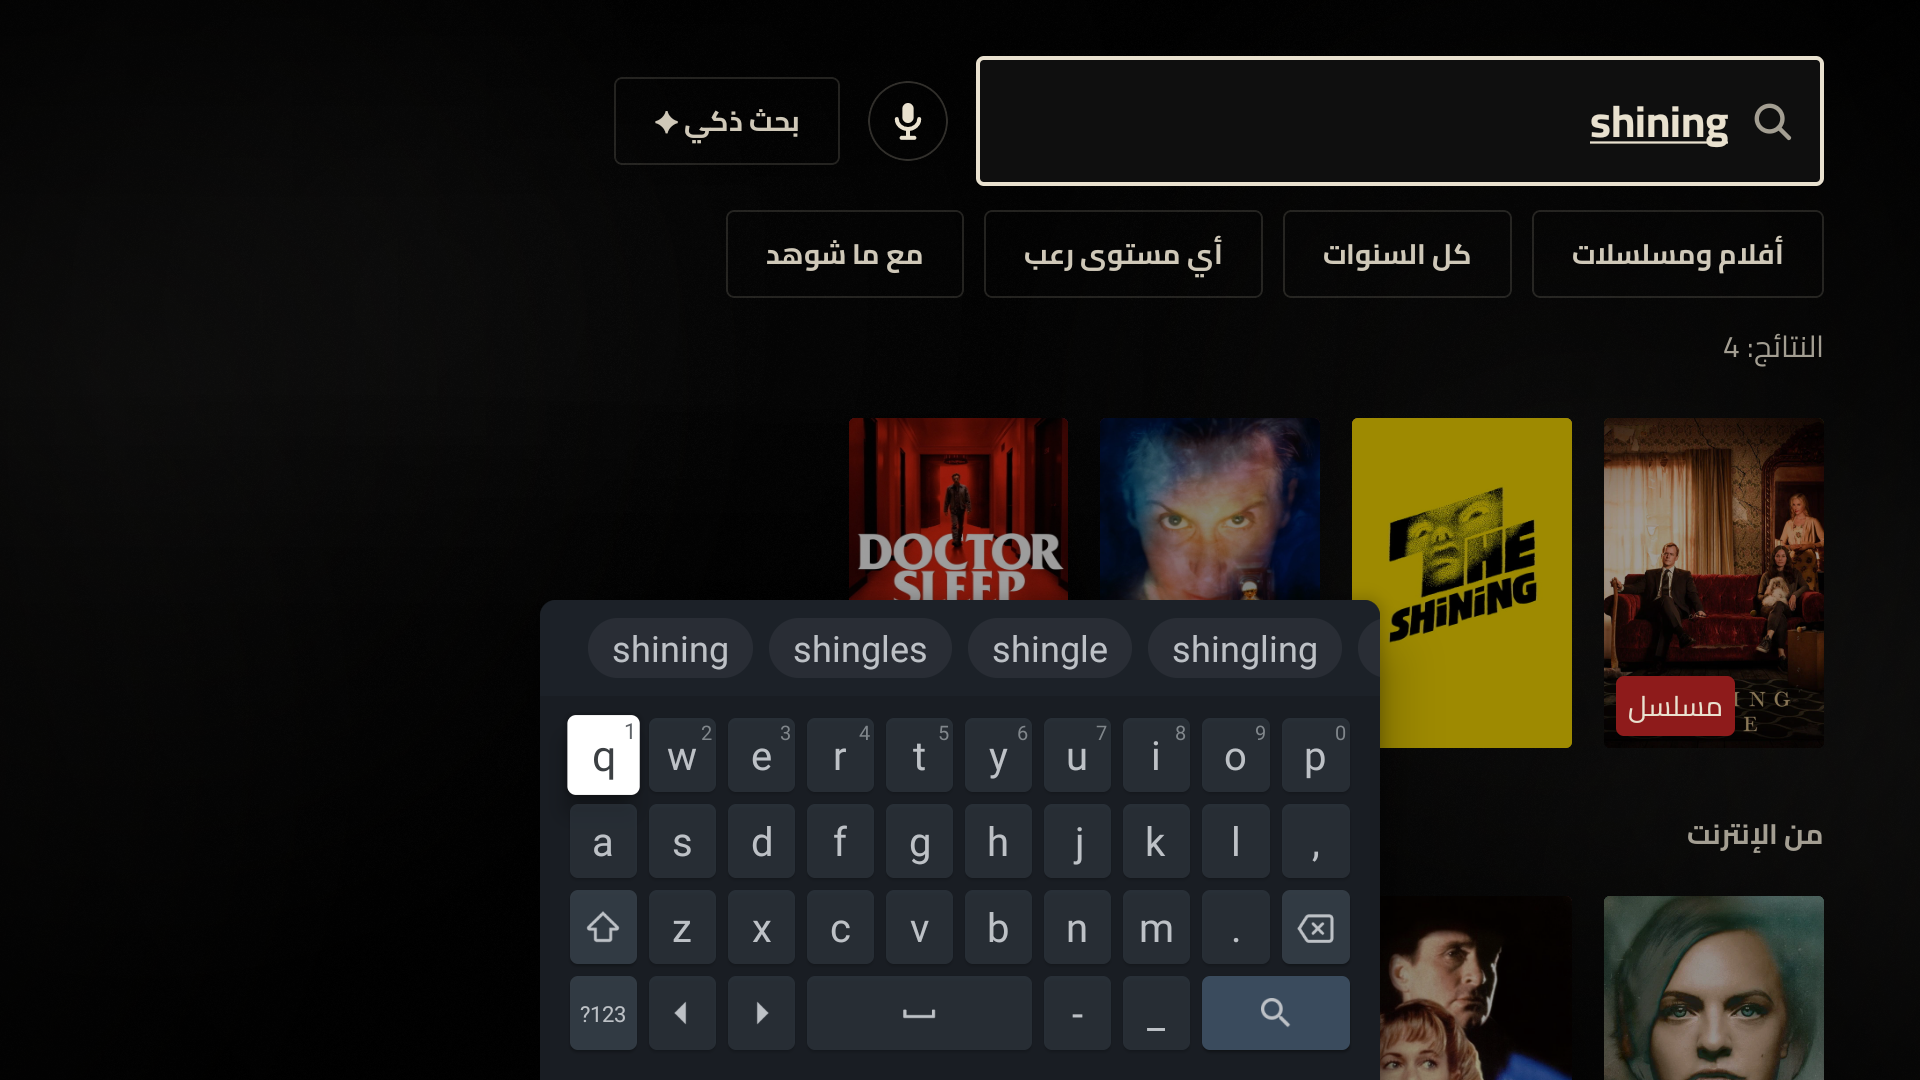 shining
بحث ذكي
أفلام ومسلسلات
كل السنوات
أي مستوى رعب
مع ما شوهد
النتائج: 4
THE
SHiNiNG
DOCTOR
SLEEP
مسلسل
shining
shingles
shingle
shingling
q 1 w 2 e 3 r 4 t 5 y 6 u 7 i 8 o 9 p 0
a s d f g h j k l ,
z x c v b n m .
?123 - _
من الإنترنت